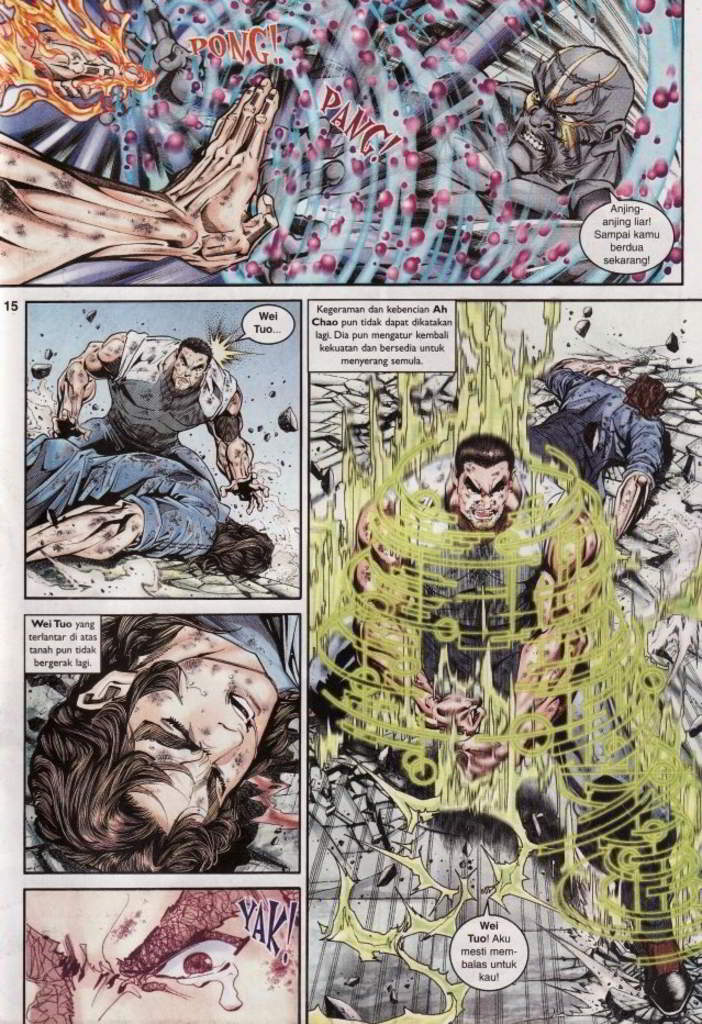 PONG!
PANG!
Anjing-
anjing liar!
Sampai kamu
berdua
sekarang!
15
Wei
Tuo...
Kegeraman dan kebencian Ah
Chao pun tidak dapat dikatakan
lagi. Dia pun mengatur kembali
kekuatan dan bersedia untuk
menyerang semula.
Wei Tuo yang
terlantar di atas
tanah pun tidak
bergerak lagi.
YAK!
Wei
Tuo! Aku
mesti mem-
balas untuk
kau!